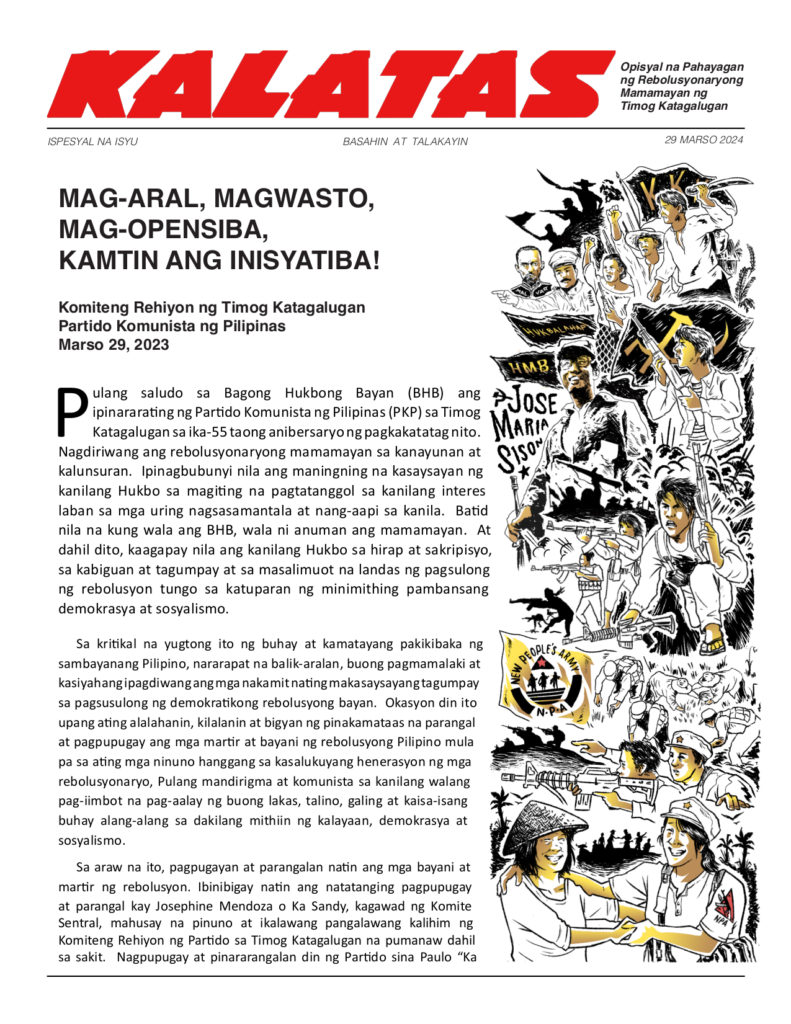 KALATAS
Opisyal na Pahayagan
ng Rebolusyonaryong
Mamamayan ng
Timog Katagalugan
ISPESYAL NA ISYU
BASAHIN AT TALAKAYIN
29 MARSO 2024
MAG-ARAL, MAGWASTO,
MAG-OPENSIBA,
KAMTIN ANG INISYATIBA!
Komiteng Rehiyon ng Timog Katagalugan
Partido Komunista ng Pilipinas
Marso 29, 2023
Pulang saludo sa Bagong Hukbong Bayan (BHB) ang
ipinararating ng Partido Komunista ng Pilipinas (PKP) sa Timog
Katagalugan sa ika-55 taong anibersaryo ng pagkakatatag nito.
Nagdiriwang ang rebolusyonaryong mamamayan sa kanayunan at
kalunsuran. Ipinagbubunyi nila ang maningning na kasaysayan ng
kanilang Hukbo sa magiting na pagtatanggol sa kanilang interes
laban sa mga uring nagsasamantala at nang-aapi sa kanila. Batid
nila na kung wala ang BHB, wala ni anuman ang mamamayan. At
dahil dito, kaagapay nila ang kanilang Hukbo sa hirap at sakripisyo,
sa kabiguan at tagumpay at sa masalimuot na landas ng pagsulong
ng rebolusyon tungo sa katuparan ng minimithing pambansang
demokrasya at sosyalismo.
Sa kritikal na yugtong ito ng buhay at kamatayang pakikibaka ng
sambayanang Pilipino, nararapat na balik-aralan, buong pagmamalaki at
kasiyahang ipagdiwang ang mga nakamit nating makasaysayang tagumpay
sa pagsusulong ng demokratikong rebolusyong bayan. Okasyon din ito
upang ating alalahanin, kilalanin at bigyan ng pinakamataas na parangal
at pagpupugay ang mga martir at bayani ng rebolusyong Pilipino mula
pa sa ating mga ninuno hanggang sa kasalukuyang henerasyon ng mga
rebolusyonaryo, Pulang mandirigma at komunista sa kanilang walang
pag-iimbot na pag-aalay ng buong lakas, talino, galing at kaisa-isang
buhay alang-alang sa dakilang mithiin ng kalayaan, demokrasya at
sosyalismo.
Sa araw na ito, pagpugayan at parangalan natin ang mga bayani at
martir ng rebolusyon. Ibinibigay natin ang natatanging pagpupugay
at parangal kay Josephine Mendoza o Ka Sandy, kagawad ng Komite
Sentral, mahusay na pinuno at ikalawang pangalawang kalihim ng
Komiteng Rehiyon ng Partido sa Timog Katagalugan na pumanaw dahil
sa sakit. Nagpupugay at pinararangalan din ng Partido sina Paulo “Ka
KK
HUKBALAHAP
HMB
JOSE
MARIA
SISON
NEW PEOPLE'S ARMY
N.P.A
NPA